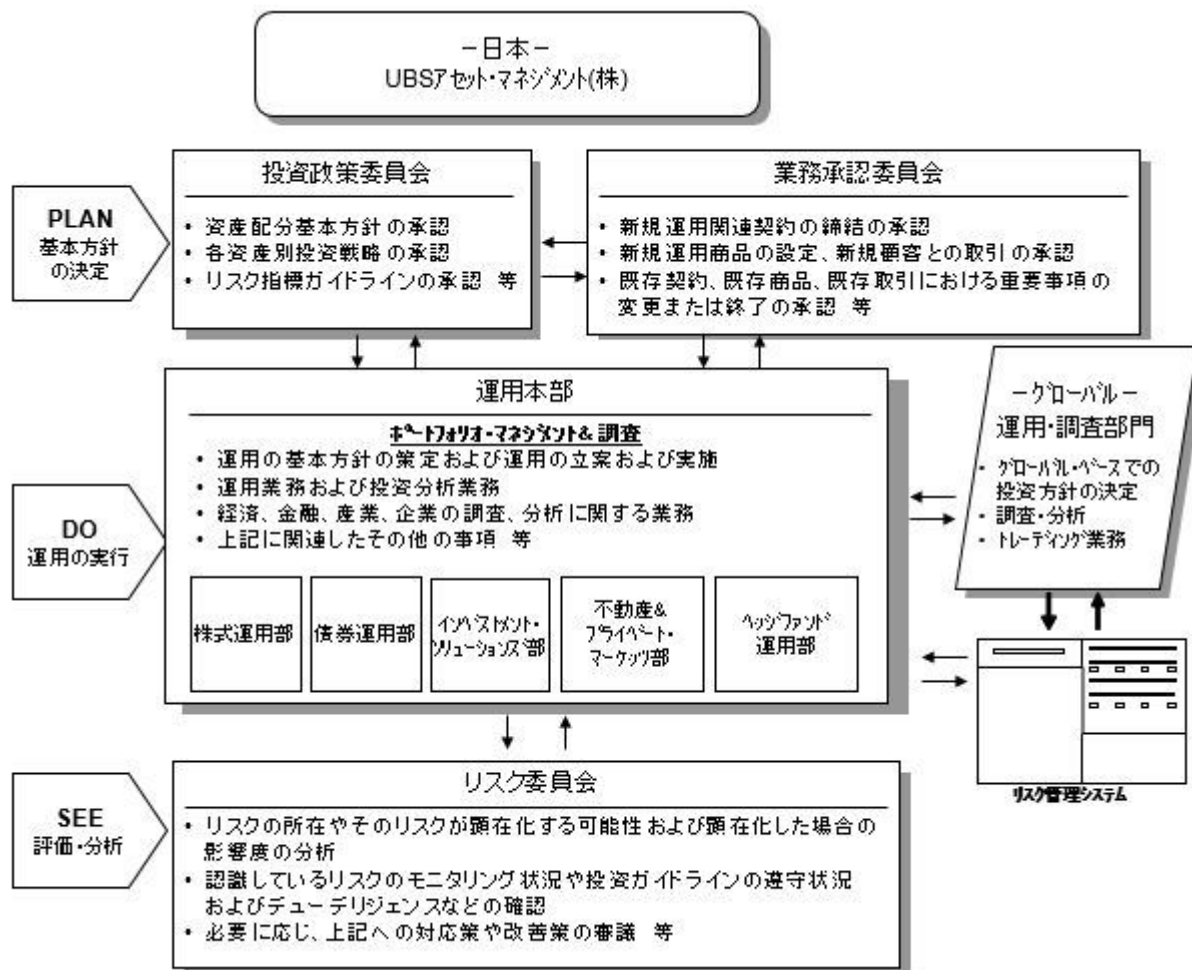 －日本－
UBSアセット・マネジメント(株)
PLAN
基本方針
の決定
投資政策委員会
・ 資産配分基本方針の承認
・ 各資産別投資戦略の承認
・ リスク指標ガイドラインの承認 等
業務承認委員会
・ 新規運用関連契約の締結の承認
・ 新規運用商品の設定、新規顧客との取引の承認
・ 既存契約、既存商品、既存取引における重要事項の
変更または終了の承認 等
DO
運用の実行
運用本部
ポートフォリオ・マネジメント&調査
・ 運用の基本方針の策定および運用の立案および実施
・ 運用業務および投資分析業務
・ 経済、金融、産業、企業の調査、分析に関する業務
・ 上記に関連したその他の事項 等
株式運用部
債券運用部
インベストメント・
ソリューションズ部
不動産&
プライベート・
マーケッツ部
ヘッジファンド
運用部
－グローバル－
運用・調査部門
・ グローバル・ベースでの
投資方針の決定
・ 調査・分析
・ トレーディング業務
リスク管理システム
SEE
評価・分析
リスク委員会
・ リスクの所在やそのリスクが顕在化する可能性および顕在化した場合の
影響度の分析
・ 認識しているリスクのモニタリング状況や投資ガイドラインの遵守状況
およびデューデリジェンスなどの確認
・ 必要に応じ、上記への対応策や改善策の審議 等